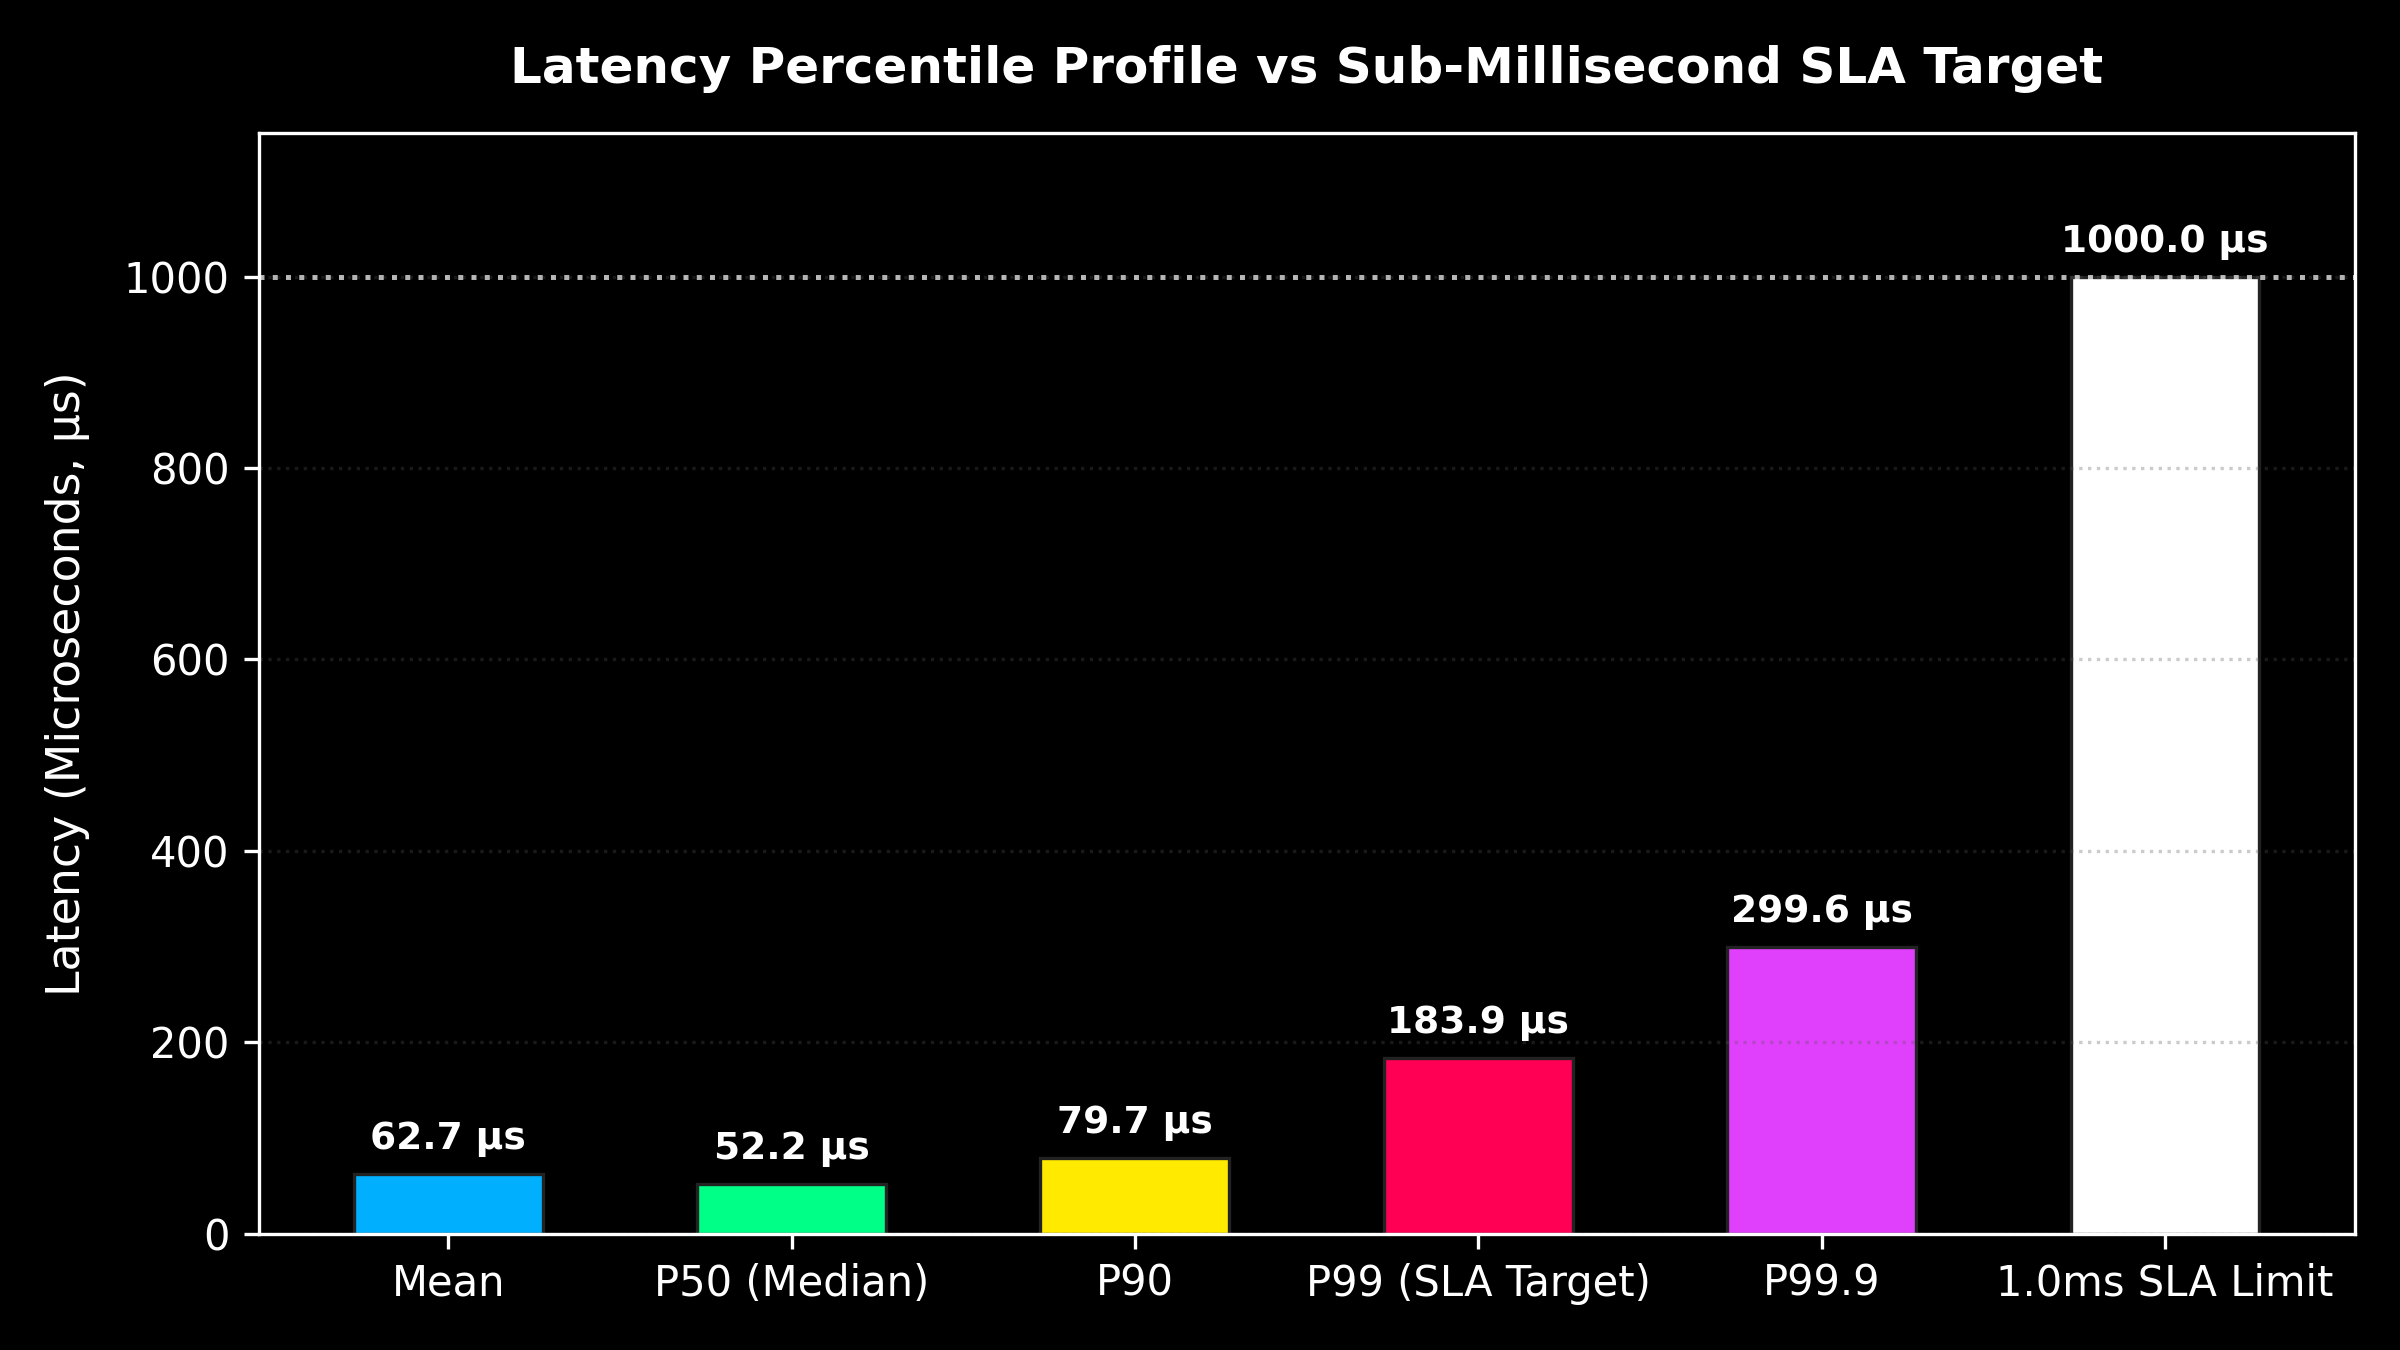 Latency Percentile Profile vs Sub-Millisecond SLA Target
Latency (Microseconds, µs)
1000
800
600
400
200
0
62.7 µs
52.2 µs
79.7 µs
183.9 µs
299.6 µs
1000.0 µs
Mean
P50 (Median)
P90
P99 (SLA Target)
P99.9
1.0ms SLA Limit